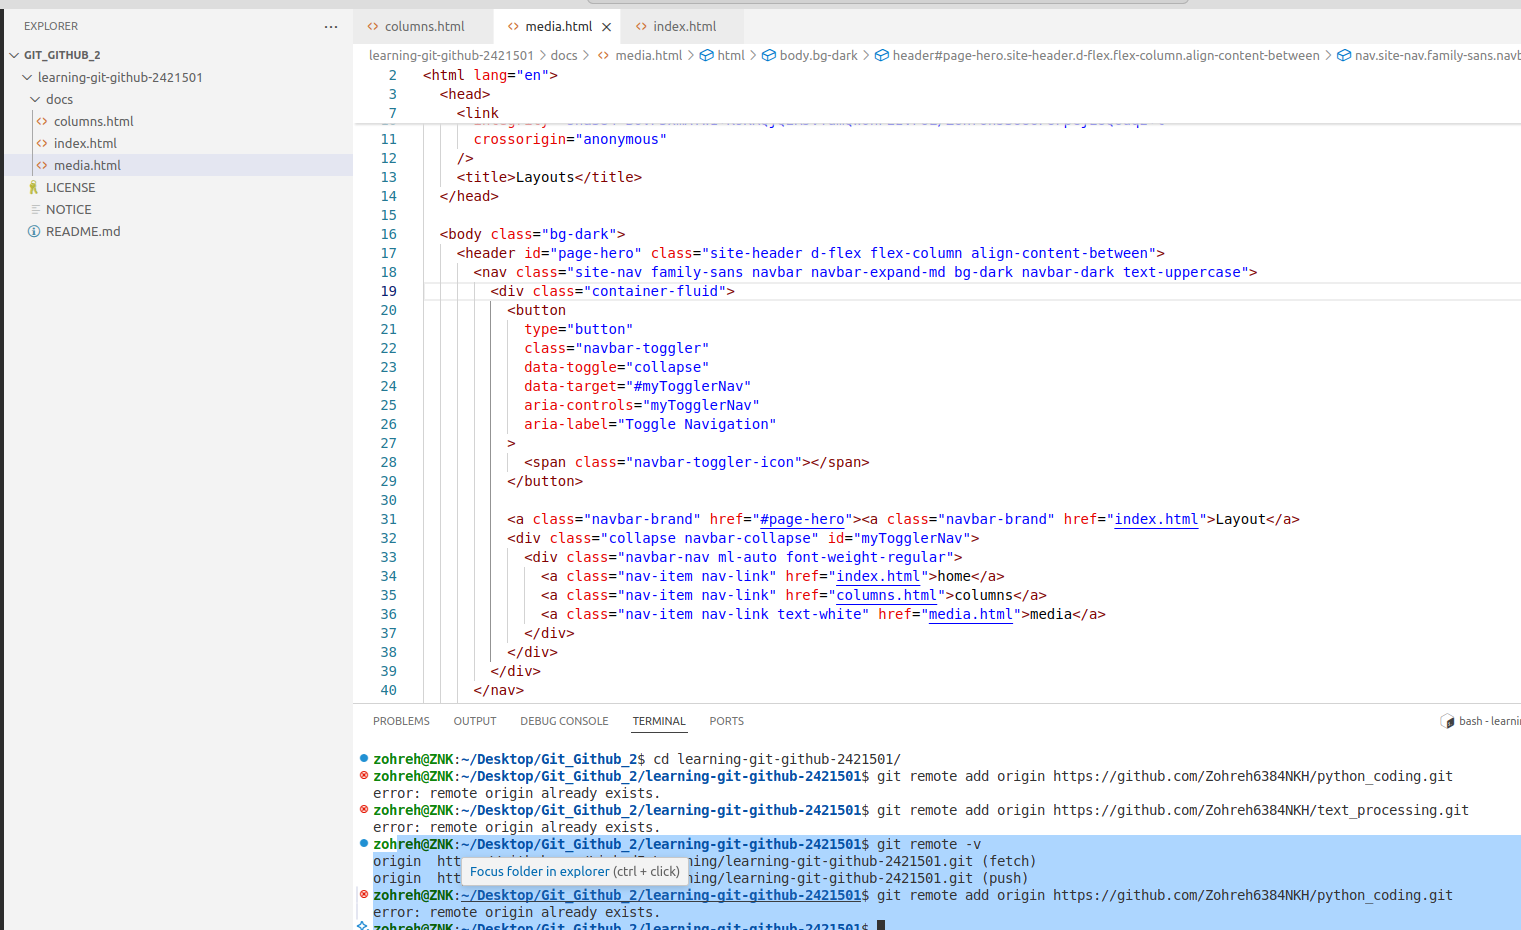 EXPLORER
GIT_GITHUB_2
learning-git-github-2421501
docs
columns.html
index.html
media.html
LICENSE
NOTICE
README.md
columns.html media.html index.html
learning-git-github-2421501 > docs > media.html > html > body.bg-dark > header#page-hero.site-header.d-flex.flex-column.align-content-between > nav.site-nav.family-sans.navb
2 <html lang="en">
3 <head>
7 <link
11 crossorigin="anonymous"
12 />
13 <title>Layouts</title>
14 </head>
15
16 <body class="bg-dark">
17 <header id="page-hero" class="site-header d-flex flex-column align-content-between">
18 <nav class="site-nav family-sans navbar navbar-expand-md bg-dark navbar-dark text-uppercase">
19 <div class="container-fluid">
20 <button
21 type="button"
22 class="navbar-toggler"
23 data-toggle="collapse"
24 data-target="#myTogglerNav"
25 aria-controls="myTogglerNav"
26 aria-label="Toggle Navigation"
27 >
28 <span class="navbar-toggler-icon"></span>
29 </button>
30
31 <a class="navbar-brand" href="#page-hero"><a class="navbar-brand" href="index.html">Layout</a>
32 <div class="collapse navbar-collapse" id="myTogglerNav">
33 <div class="navbar-nav ml-auto font-weight-regular">
34 <a class="nav-item nav-link" href="index.html">home</a>
35 <a class="nav-item nav-link" href="columns.html">columns</a>
36 <a class="nav-item nav-link text-white" href="media.html">media</a>
37 </div>
38 </div>
39 </div>
40 </nav>
PROBLEMS OUTPUT DEBUG CONSOLE TERMINAL PORTS bash - learnin
zohreh@ZNK:~/Desktop/Git_Github_2$ cd learning-git-github-2421501/
zohreh@ZNK:~/Desktop/Git_Github_2/learning-git-github-2421501$ git remote add origin https://github.com/Zohreh6384NKH/python_coding.git
error: remote origin already exists.
zohreh@ZNK:~/Desktop/Git_Github_2/learning-git-github-2421501$ git remote add origin https://github.com/Zohreh6384NKH/text_processing.git
error: remote origin already exists.
zohreh@ZNK:~/Desktop/Git_Github_2/learning-git-github-2421501$ git remote -v
origin htt ning/learning-git-github-2421501.git (fetch)
Focus folder in explorer (ctrl + click)
origin htt ning/learning-git-github-2421501.git (push)
zohreh@ZNK:~/Desktop/Git_Github_2/learning-git-github-2421501$ git remote add origin https://github.com/Zohreh6384NKH/python_coding.git
error: remote origin already exists.
zohreh@ZNK:~/Desktop/Git_Github_2/learning-git-github-2421501$